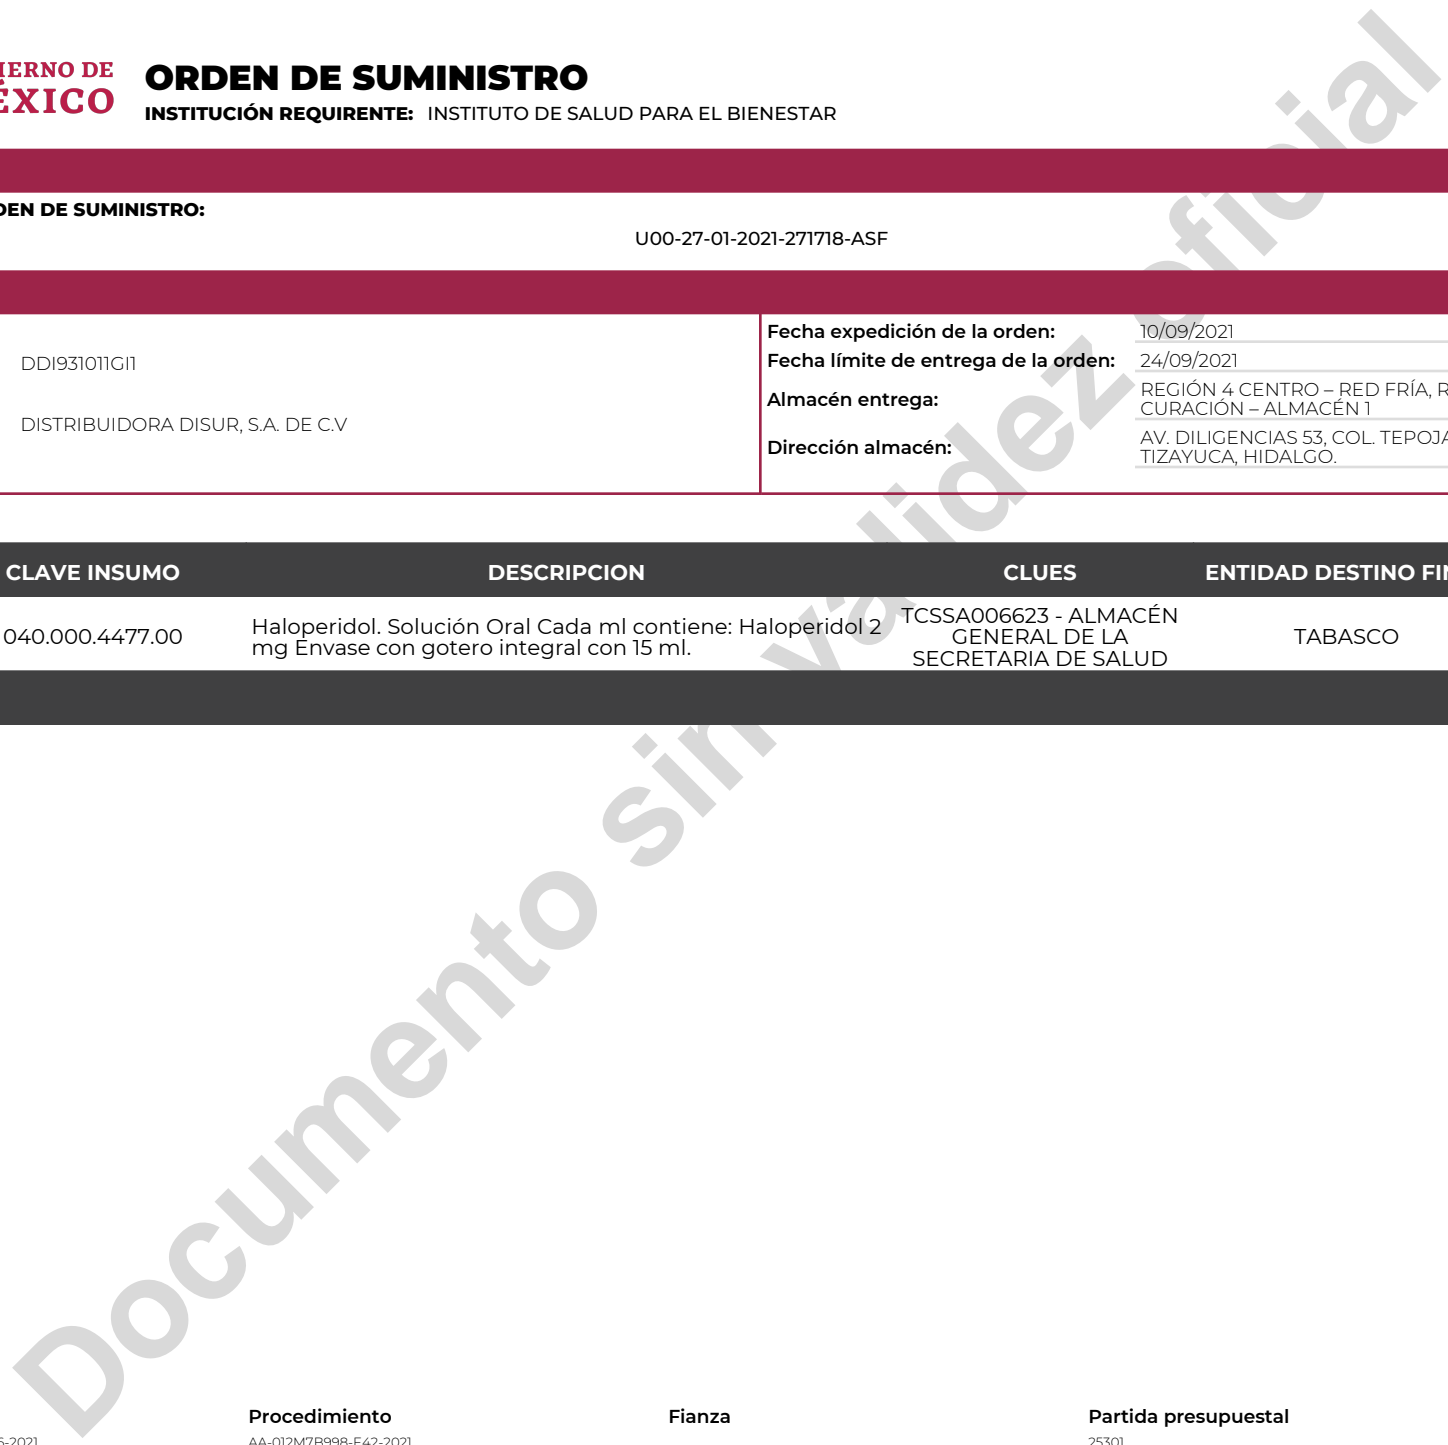 ORDEN DE SUMINISTRO
INSTITUCIÓN REQUIRENTE: INSTITUTO DE SALUD PARA EL BIENESTAR
DE
XICO
DE SUMINISTRO:
U00-27-01-2021-271718-ASF
DDI931011GI1
DISTRIBUIDORA DISUR, S.A. DE C.V
Fecha expedición de la orden: 10/09/2021
Fecha límite de entrega de la orden: 24/09/2021
Almacén entrega: REGIÓN 4 CENTRO – RED FRÍA,
CURACIÓN – ALMACÉN 1
Dirección almacén: AV. DILIGENCIAS 53, COL.
TIZAYUCA, HIDALGO.
CLAVE INSUMO DESCRIPCION CLUES ENTIDAD DESTINO
040.000.4477.00
Haloperidol. Solución Oral Cada ml contiene: Haloperidol 2
mg Envase con gotero integral con 15 ml.
TCSSA006623 - ALMACÉN
GENERAL DE LA
SECRETARIA DE SALUD
TABASCO
Documento sin validez oficial
Procedimiento Fianza Partida presupuestal
-2021 AA-012M7B998-E42-2021 25301